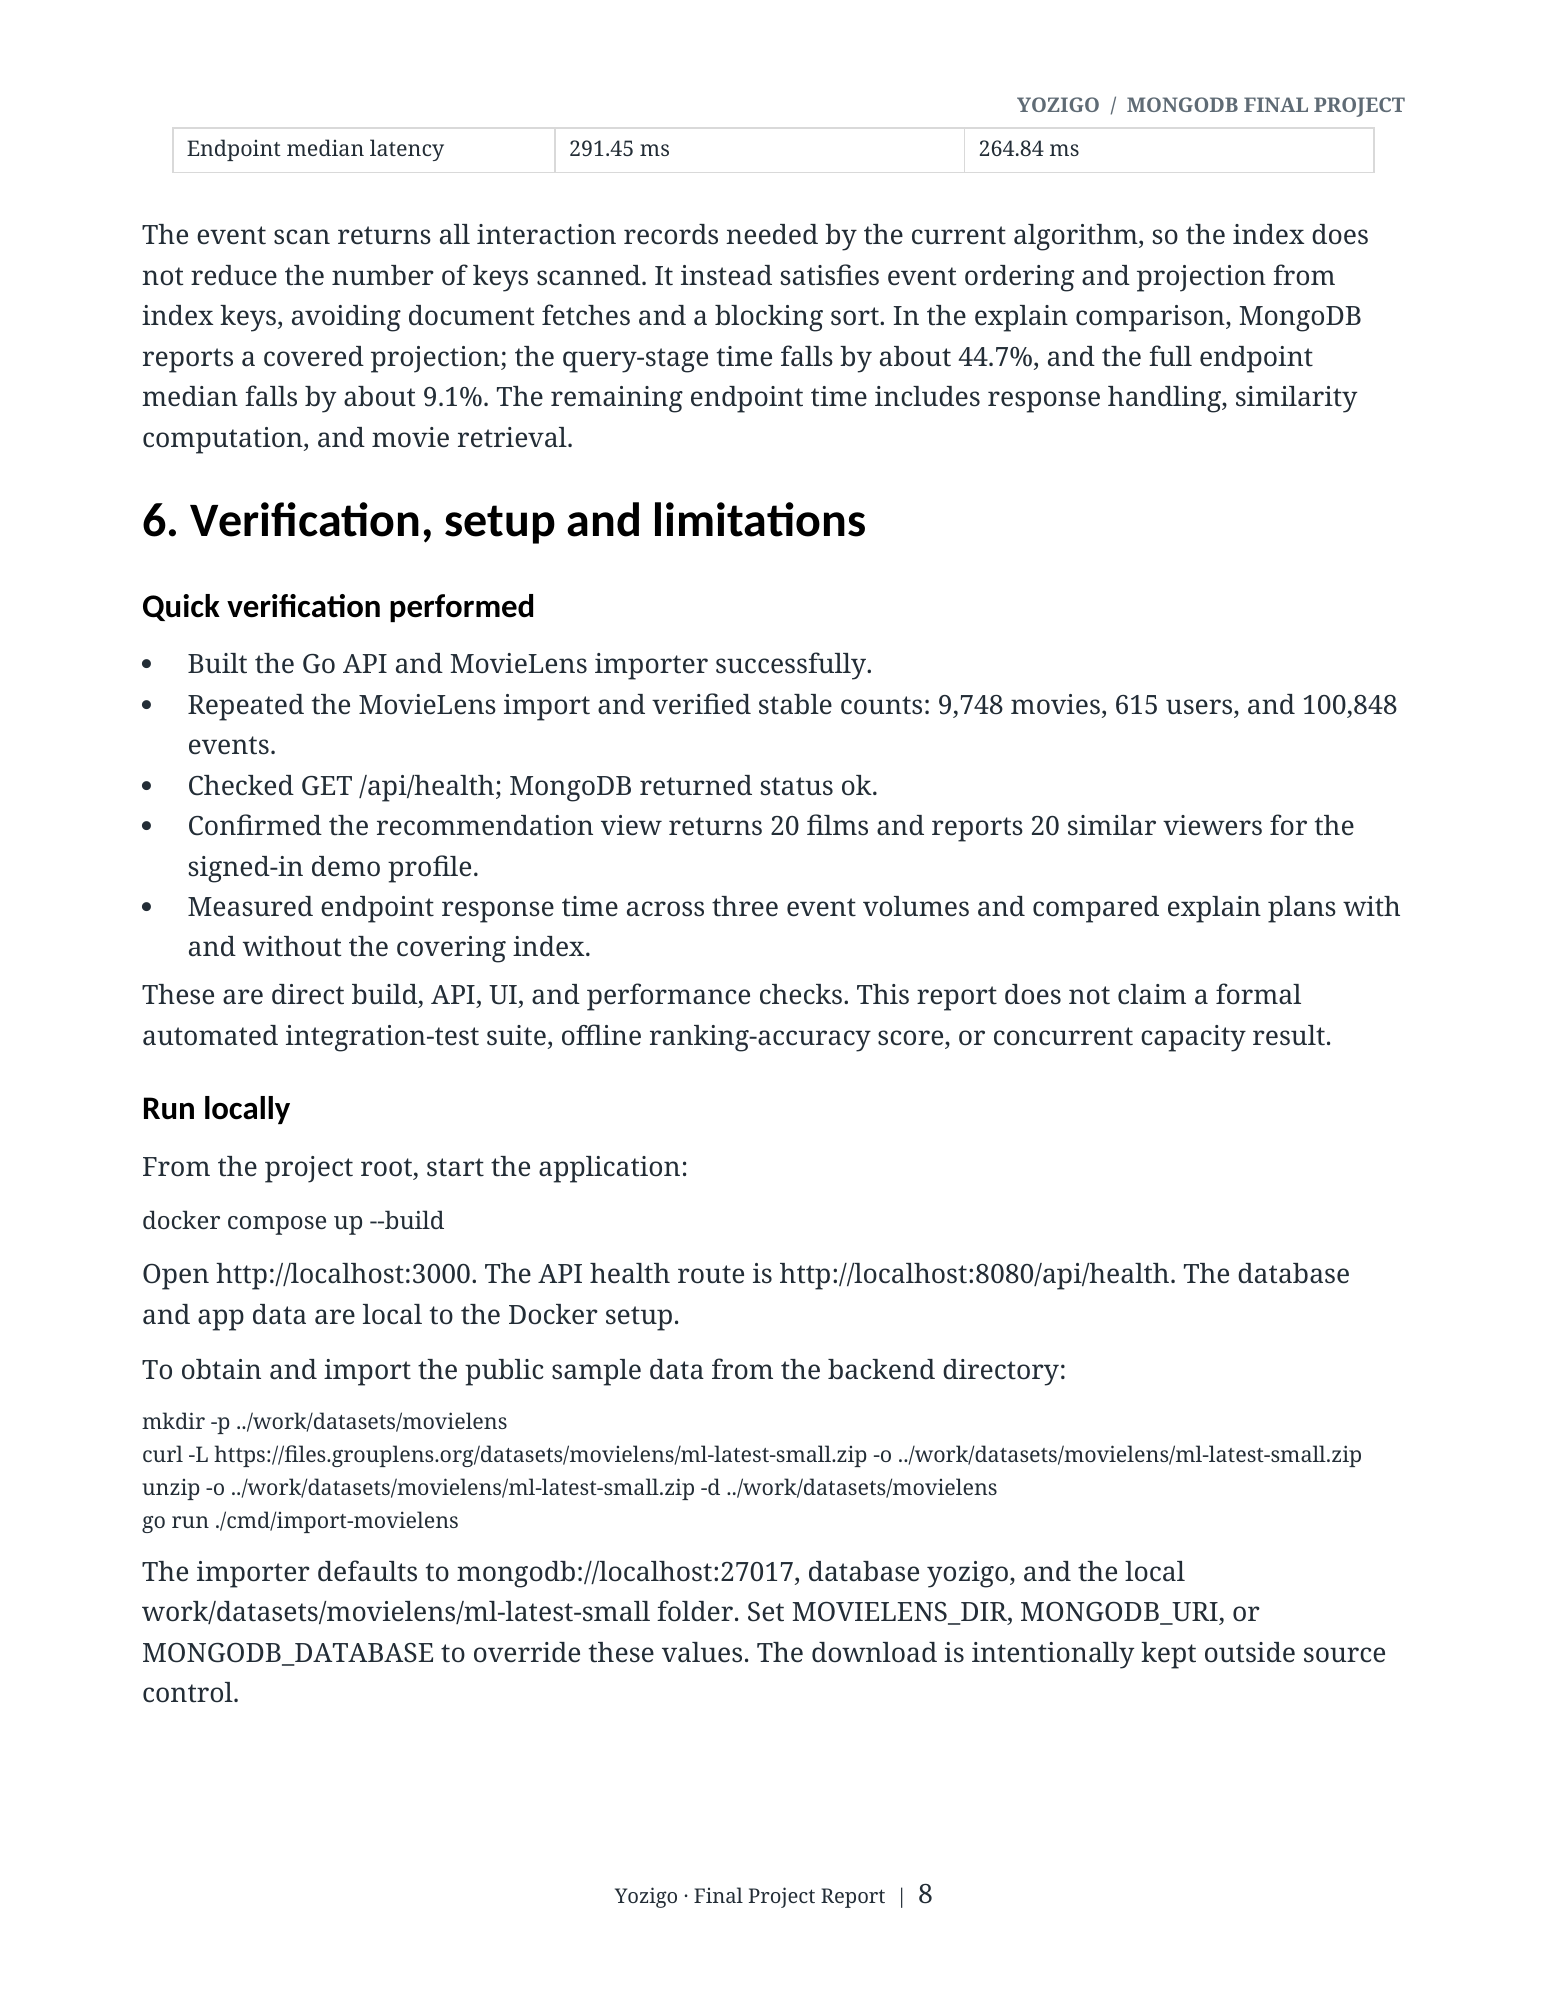 YOZIGO / MONGODB FINAL PROJECT
Endpoint median latency 291.45 ms 264.84 ms
The event scan returns all interaction records needed by the current algorithm, so the index does
not reduce the number of keys scanned. It instead satisfies event ordering and projection from
index keys, avoiding document fetches and a blocking sort. In the explain comparison, MongoDB
reports a covered projection; the query-stage time falls by about 44.7%, and the full endpoint
median falls by about 9.1%. The remaining endpoint time includes response handling, similarity
computation, and movie retrieval.
6. Verification, setup and limitations
Quick verification performed
• Built the Go API and MovieLens importer successfully.
• Repeated the MovieLens import and verified stable counts: 9,748 movies, 615 users, and 100,848
events.
• Checked GET /api/health; MongoDB returned status ok.
• Confirmed the recommendation view returns 20 films and reports 20 similar viewers for the
signed-in demo profile.
• Measured endpoint response time across three event volumes and compared explain plans with
and without the covering index.
These are direct build, API, UI, and performance checks. This report does not claim a formal
automated integration-test suite, offline ranking-accuracy score, or concurrent capacity result.
Run locally
From the project root, start the application:
docker compose up --build
Open http://localhost:3000. The API health route is http://localhost:8080/api/health. The database
and app data are local to the Docker setup.
To obtain and import the public sample data from the backend directory:
mkdir -p ../work/datasets/movielens
curl -L https://files.grouplens.org/datasets/movielens/ml-latest-small.zip -o ../work/datasets/movielens/ml-latest-small.zip
unzip -o ../work/datasets/movielens/ml-latest-small.zip -d ../work/datasets/movielens
go run ./cmd/import-movielens
The importer defaults to mongodb://localhost:27017, database yozigo, and the local
work/datasets/movielens/ml-latest-small folder. Set MOVIELENS_DIR, MONGODB_URI, or
MONGODB_DATABASE to override these values. The download is intentionally kept outside source
control.
Yozigo · Final Project Report | 8